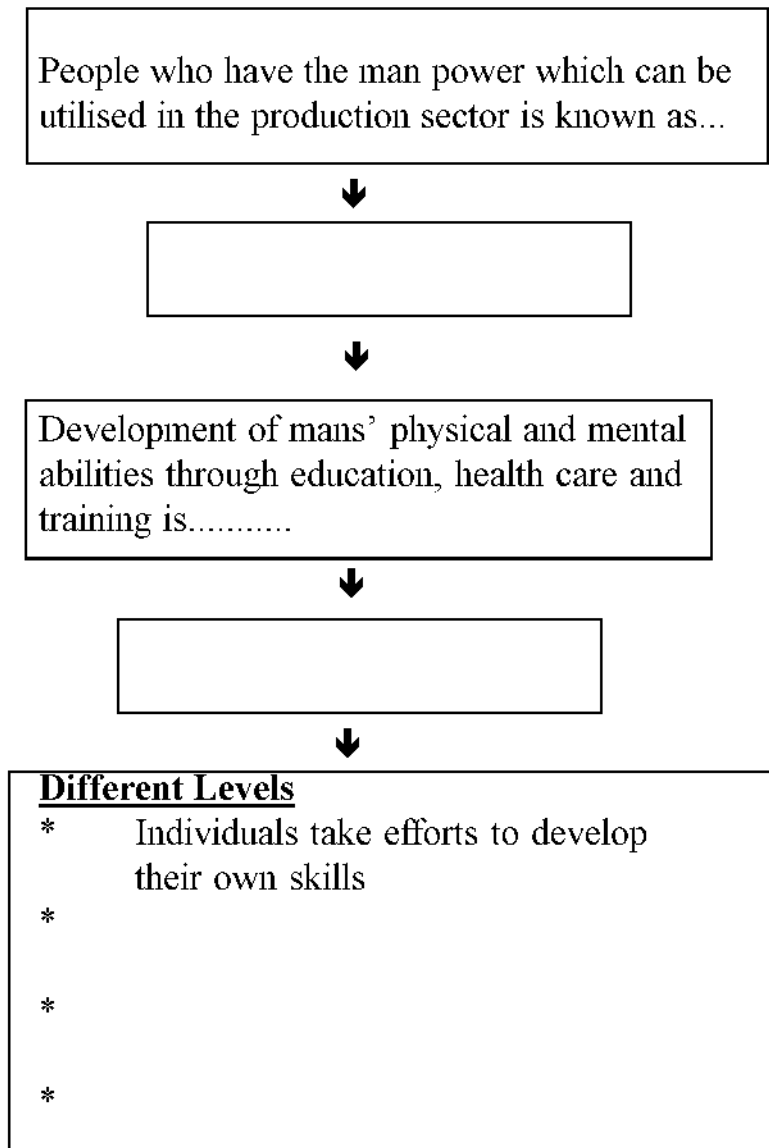 People who have the man power which can be
utilised in the production sector is known as...
Development of mans' physical and mental
abilities through education, health care and
training is...........
Different Levels
* Individuals take efforts to develop
their own skills
*
*
*